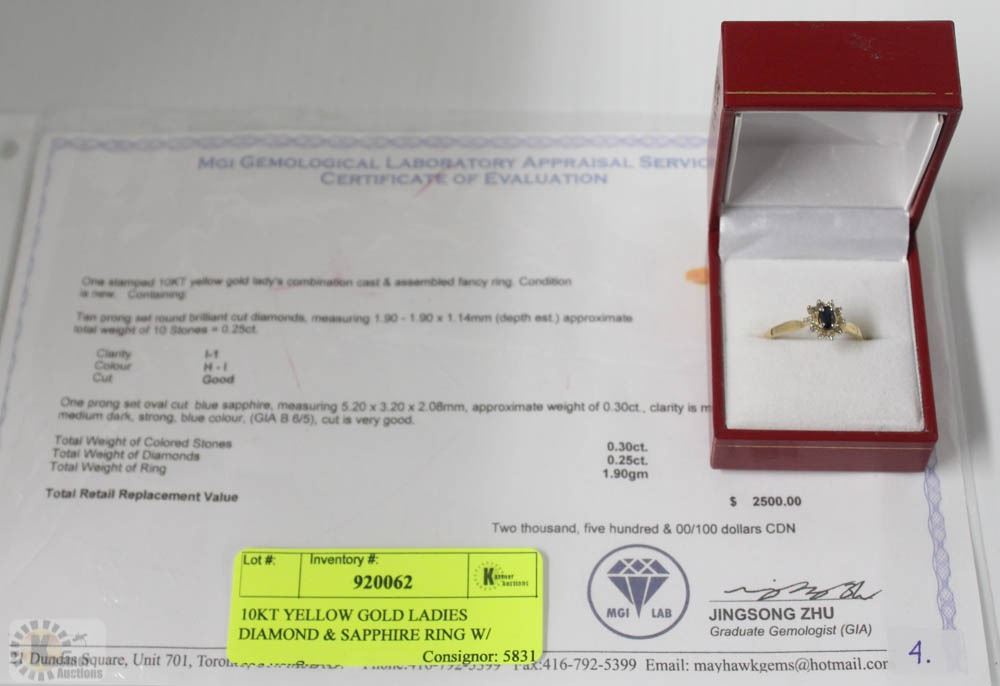 MGI GEMOLOGICAL LABORATORY APPRAISAL
CERTIFICATE OF EVALUATION
One stamped 10KT yellow gold lady's combination cast & assembled fancy ring. Condition
is new. Containing:
Ten prong set round brilliant cut diamonds, measuring 1.90 - 1.90 x 1.14mm (depth est.) approximate
total weight of 10 Stones = 0.25ct.
Clarity I-1
Colour H - I
Cut Good
One prong set oval cut blue sapphire, measuring 5.20 x 3.20 x 2.08mm, approximate weight of 0.30ct., clarity is
medium dark, strong, blue colour, (GIA B 6/5), cut is very good.
Total Weight of Colored Stones 0.30ct.
Total Weight of Diamonds 0.25ct.
Total Weight of Ring 1.90gm
Total Retail Replacement Value $ 2500.00
Two thousand, five hundred & 00/100 dollars CDN
MGI LAB
JINGSONG ZHU
Graduate Gemologist (GIA)
Lot #: Inventory #:
920062
Kastner Auctions
10KT YELLOW GOLD LADIES
DIAMOND & SAPPHIRE RING W/
Consignor: 5831
4.
Dundas Square, Unit 701, 416-792-5399 Email: mayhawkgems@hotmail.com
Auctions